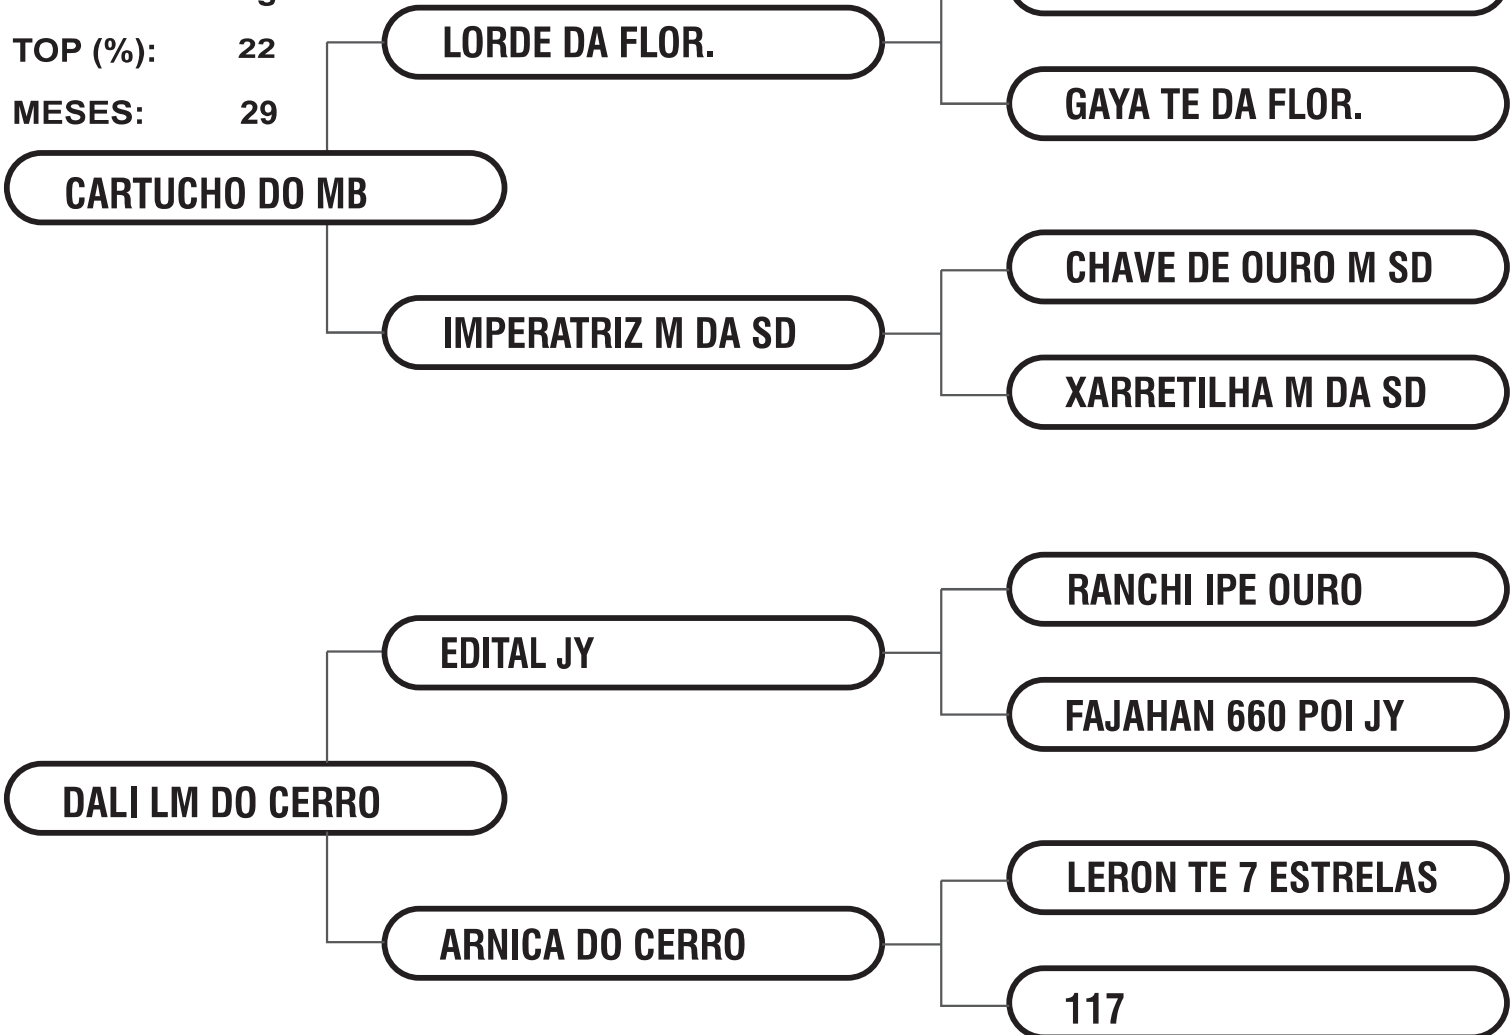 LORDE DA FLOR.
TOP (%): 22
GAYA TE DA FLOR.
MESES: 29
CARTUCHO DO MB
CHAVE DE OURO M SD
IMPERATRIZ M DA SD
XARRETILHA M DA SD
RANCHI IPE OURO
EDITAL JY
FAJAHAN 660 POI JY
DALI LM DO CERRO
LERON TE 7 ESTRELAS
ARNICA DO CERRO
117